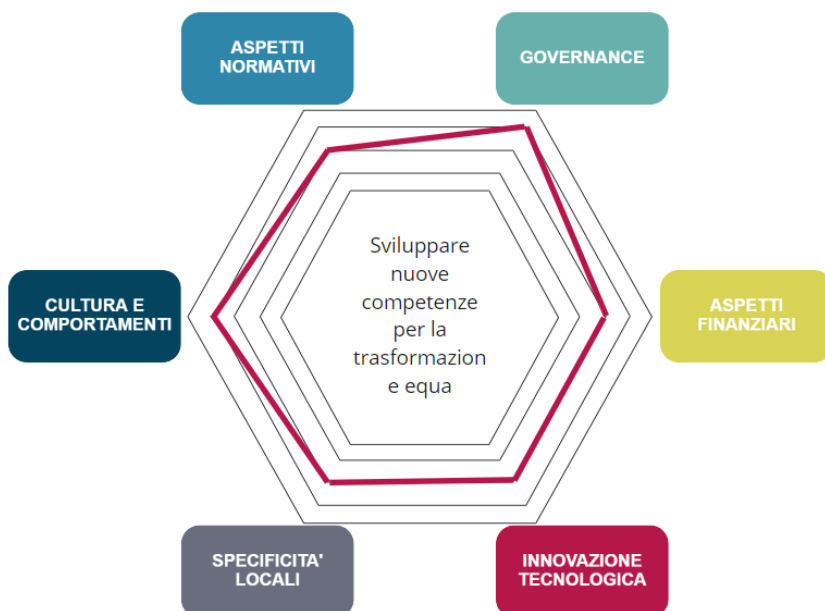 ASPETTI
NORMATIVI
GOVERNANCE
Sviluppare
nuove
competenze
per la
trasformazion
e equa
CULTURA E
COMPORTAMENTI
ASPETTI
FINANZIARI
SPECIFICITA'
LOCALI
INNOVAZIONE
TECNOLOGICA